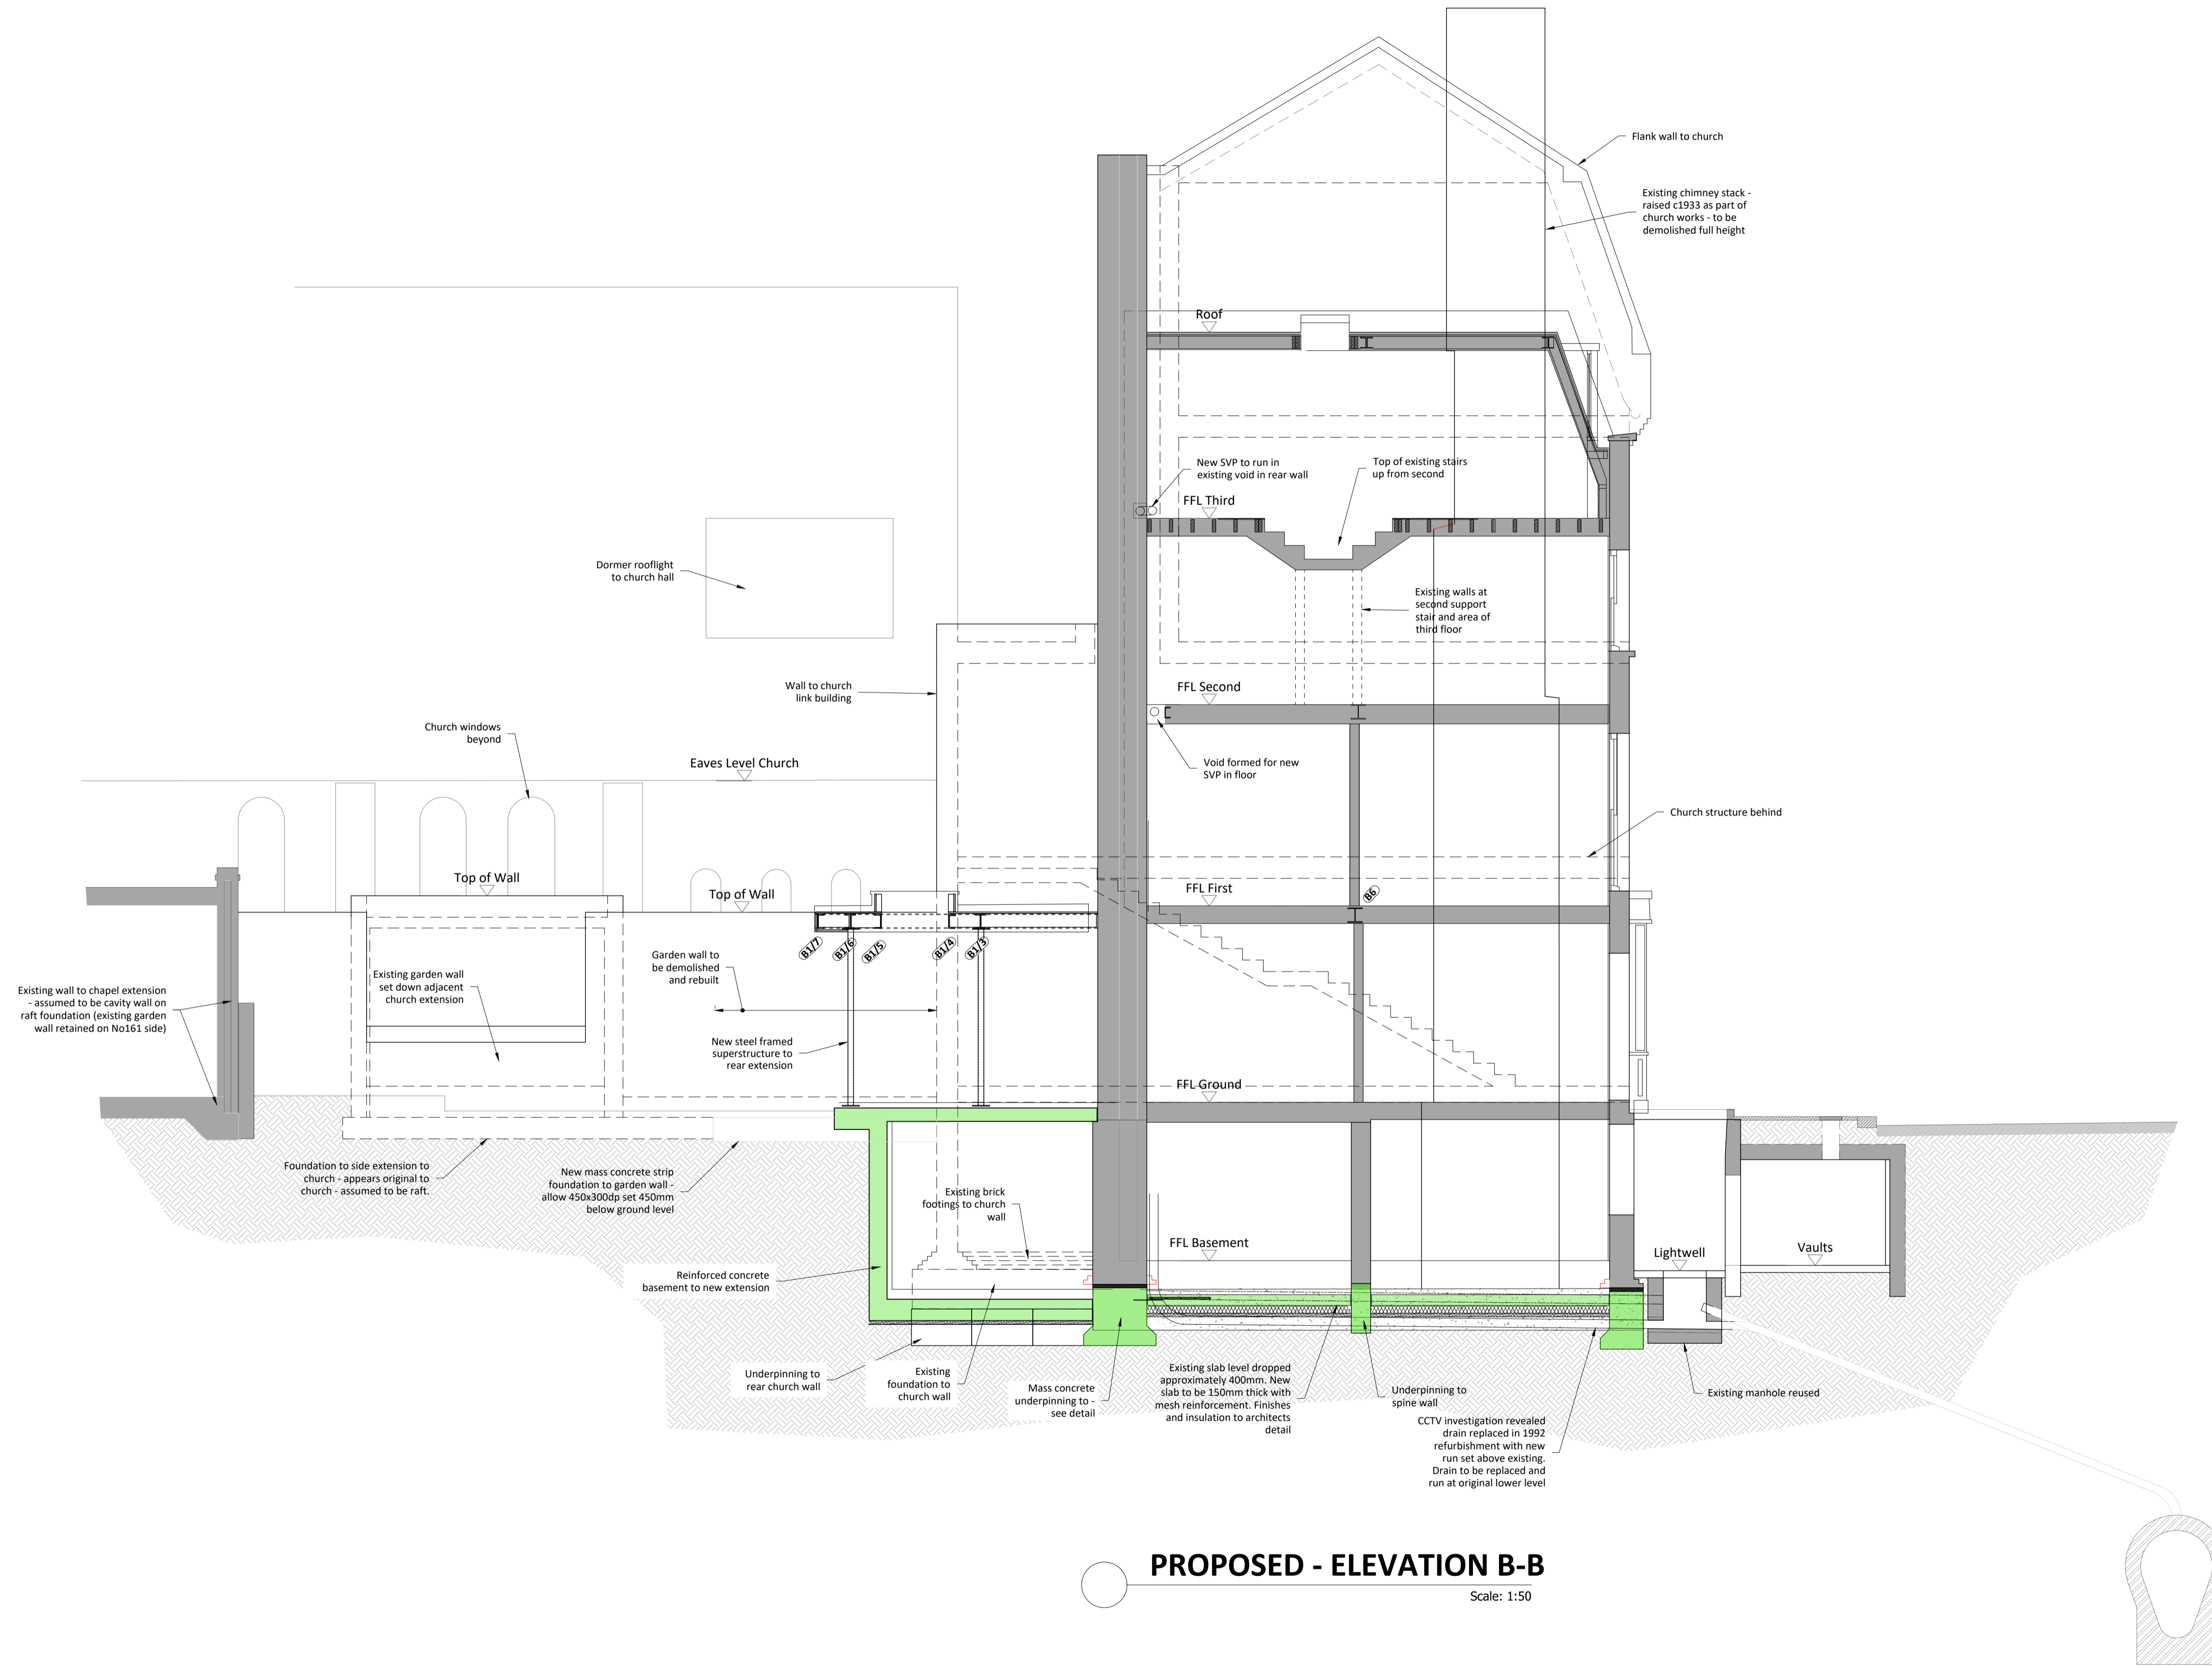 Flank wall to church
Existing chimney stack -
raised c1933 as part of
church works - to be
demolished full height
Roof
New SVP to run in
existing void in rear wall
Top of existing stairs
up from second
FFL Third
Dormer rooflight
to church hall
Existing walls at
second support
stair and area of
third floor
Wall to church
link building
FFL Second
Church windows
beyond
Eaves Level Church
Void formed for new
SVP in floor
Church structure behind
Top of Wall
Top of Wall
FFL First
B6
B1/7
B1/6
B1/5
B1/4
B1/3
Garden wall to
be demolished
and rebuilt
Existing garden wall
set down adjacent
church extension
Existing wall to chapel extension
- assumed to be cavity wall on
raft foundation (existing garden
wall retained on No161 side)
New steel framed
superstructure to
rear extension
FFL Ground
Foundation to side extension to
church - appears original to
church - assumed to be raft.
New mass concrete strip
foundation to garden wall -
allow 450x300dp set 450mm
below ground level
Existing brick
footings to church
wall
FFL Basement
Lightwell
Vaults
Reinforced concrete
basement to new extension
Underpinning to
rear church wall
Existing
foundation to
church wall
Mass concrete
underpinning to -
see detail
Existing slab level dropped
approximately 400mm. New
slab to be 150mm thick with
mesh reinforcement. Finishes
and insulation to architects
detail
Underpinning to
spine wall
Existing manhole reused
CCTV investigation revealed
drain replaced in 1992
refurbishment with new
run set above existing.
Drain to be replaced and
run at original lower level
PROPOSED - ELEVATION B-B
Scale: 1:50